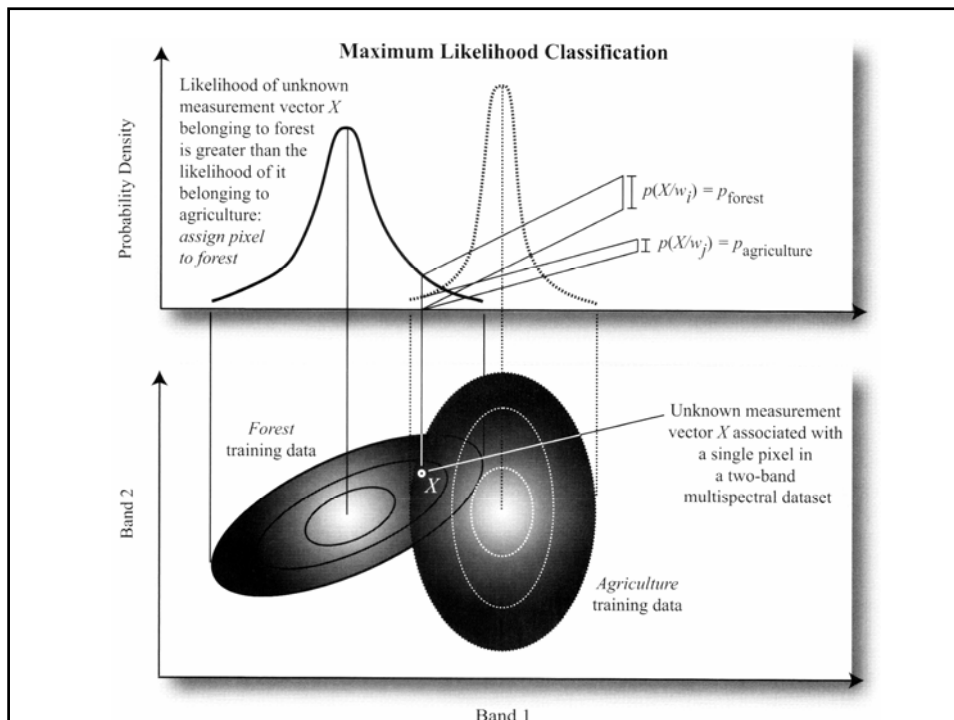 Maximum Likelihood Classification
Likelihood of unknown
measurement vector X
belonging to forest
is greater than the
likelihood of it
belonging to
agriculture:
assign pixel
to forest
Probability Density
p(X/wi) = pforest
p(X/wj) = pagriculture
Forest
training data
X
Unknown measurement
vector X associated with
a single pixel in
a two-band
multispectral dataset
Band 2
Agriculture
training data
Band 1